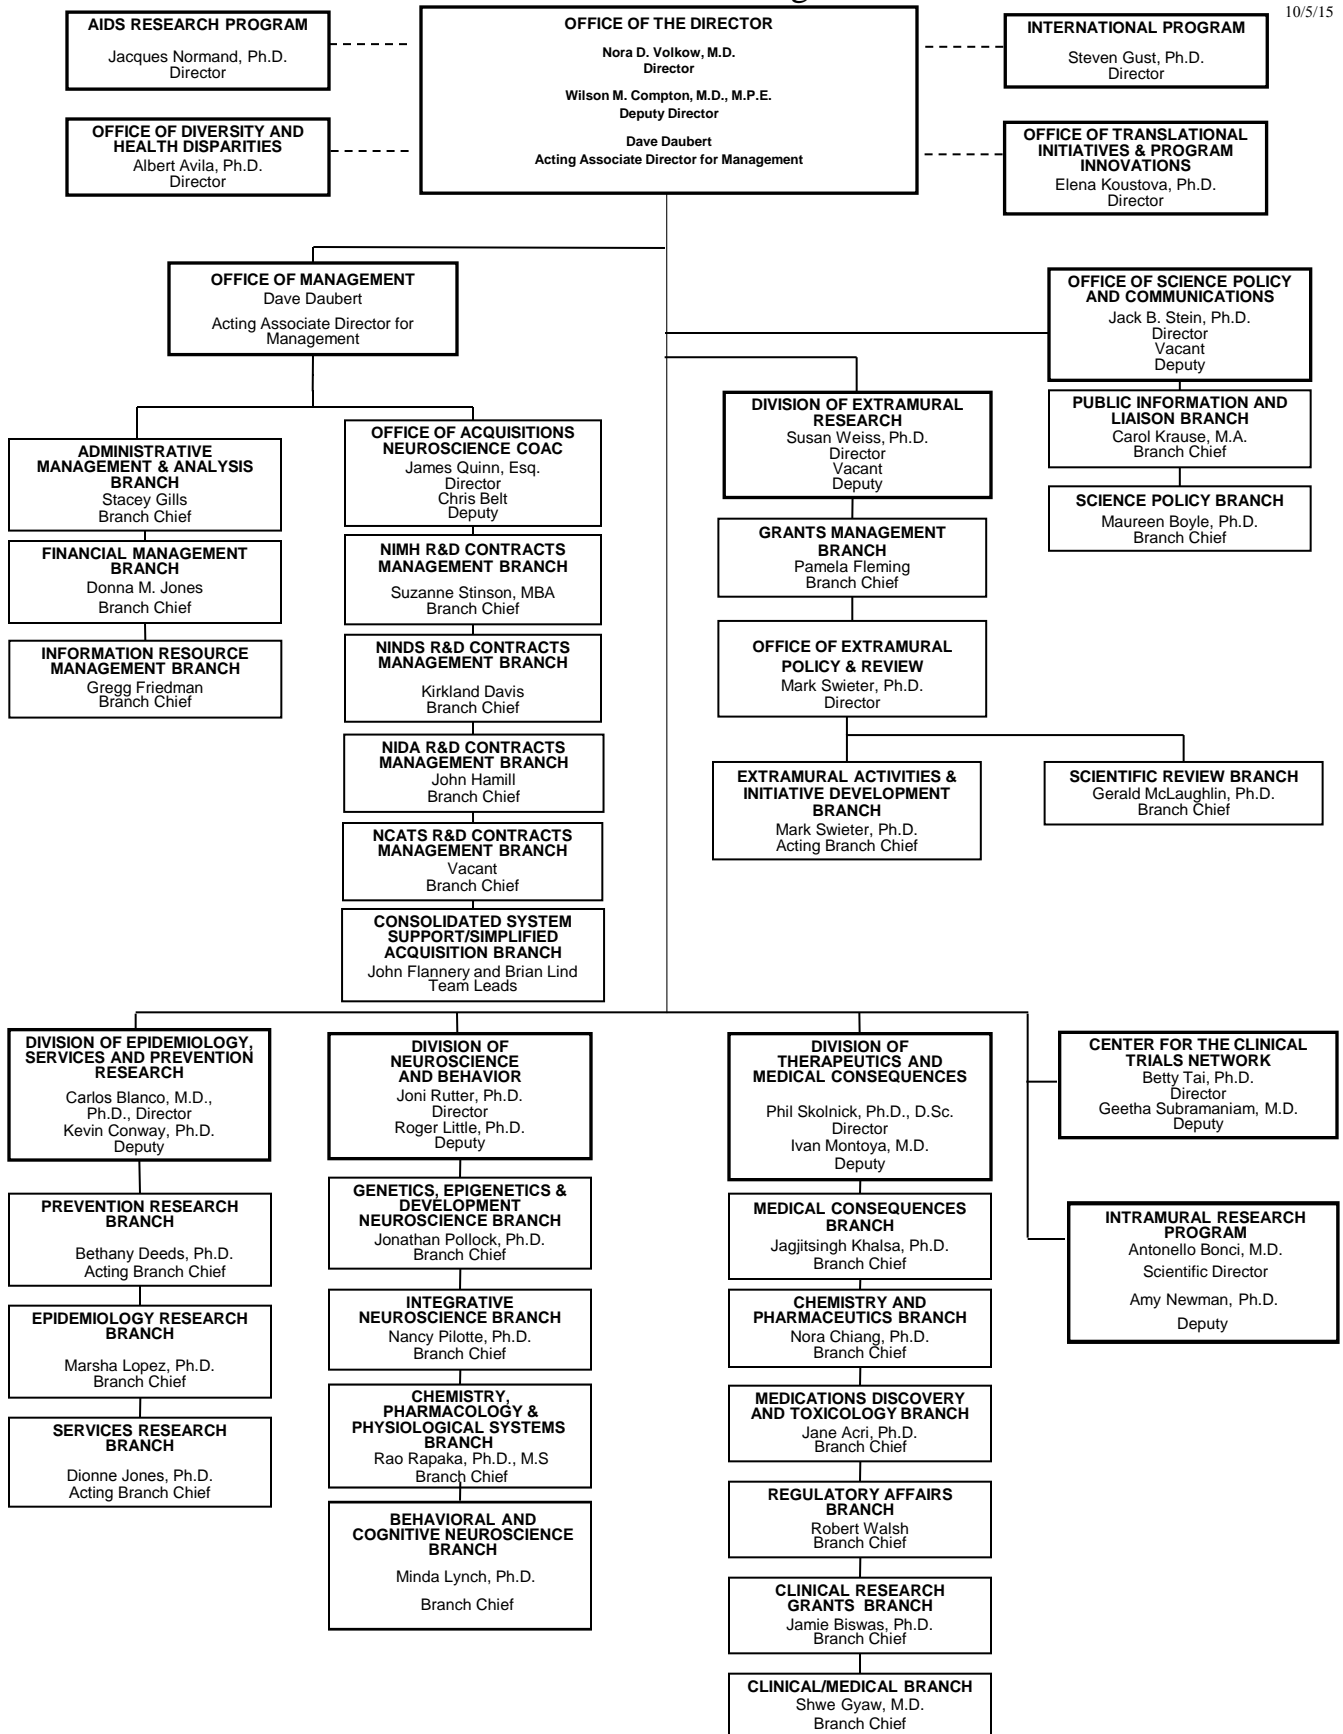 10/5/15
AIDS RESEARCH PROGRAM
Jacques Normand, Ph.D.
Director
OFFICE OF THE DIRECTOR
Nora D. Volkow, M.D.
Director
Wilson M. Compton, M.D., M.P.E.
Deputy Director
Dave Daubert
Acting Associate Director for Management
INTERNATIONAL PROGRAM
Steven Gust, Ph.D.
Director
OFFICE OF DIVERSITY AND
HEALTH DISPARITIES
Albert Avila, Ph.D.
Director
OFFICE OF TRANSLATIONAL
INITIATIVES & PROGRAM
INNOVATIONS
Elena Koustova, Ph.D.
Director
OFFICE OF MANAGEMENT
Dave Daubert
Acting Associate Director for
Management
OFFICE OF SCIENCE POLICY
AND COMMUNICATIONS
Jack B. Stein, Ph.D.
Director
Vacant
Deputy
PUBLIC INFORMATION AND
LIAISON BRANCH
Carol Krause, M.A.
Branch Chief
SCIENCE POLICY BRANCH
Maureen Boyle, Ph.D.
Branch Chief
ADMINISTRATIVE
MANAGEMENT & ANALYSIS
BRANCH
Stacey Gills
Branch Chief
FINANCIAL MANAGEMENT
BRANCH
Donna M. Jones
Branch Chief
INFORMATION RESOURCE
MANAGEMENT BRANCH
Gregg Friedman
Branch Chief
OFFICE OF ACQUISITIONS
NEUROSCIENCE COAC
James Quinn, Esq.
Director
Chris Belt
Deputy
NIMH R&D CONTRACTS
MANAGEMENT BRANCH
Suzanne Stinson, MBA
Branch Chief
NINDS R&D CONTRACTS
MANAGEMENT BRANCH
Kirkland Davis
Branch Chief
NIDA R&D CONTRACTS
MANAGEMENT BRANCH
John Hamill
Branch Chief
NCATS R&D CONTRACTS
MANAGEMENT BRANCH
Vacant
Branch Chief
CONSOLIDATED SYSTEM
SUPPORT/SIMPLIFIED
ACQUISITION BRANCH
John Flannery and Brian Lind
Team Leads
DIVISION OF EXTRAMURAL
RESEARCH
Susan Weiss, Ph.D.
Director
Vacant
Deputy
GRANTS MANAGEMENT
BRANCH
Pamela Fleming
Branch Chief
OFFICE OF EXTRAMURAL
POLICY & REVIEW
Mark Swieter, Ph.D.
Director
EXTRAMURAL ACTIVITIES &
INITIATIVE DEVELOPMENT
BRANCH
Mark Swieter, Ph.D.
Acting Branch Chief
SCIENTIFIC REVIEW BRANCH
Gerald McLaughlin, Ph.D.
Branch Chief
DIVISION OF EPIDEMIOLOGY,
SERVICES AND PREVENTION
RESEARCH
Carlos Blanco, M.D.,
Ph.D., Director
Kevin Conway, Ph.D.
Deputy
PREVENTION RESEARCH
BRANCH
Bethany Deeds, Ph.D.
Acting Branch Chief
EPIDEMIOLOGY RESEARCH
BRANCH
Marsha Lopez, Ph.D.
Branch Chief
SERVICES RESEARCH
BRANCH
Dionne Jones, Ph.D.
Acting Branch Chief
DIVISION OF
NEUROSCIENCE
AND BEHAVIOR
Joni Rutter, Ph.D.
Director
Roger Little, Ph.D.
Deputy
GENETICS, EPIGENETICS &
DEVELOPMENT
NEUROSCIENCE BRANCH
Jonathan Pollock, Ph.D.
Branch Chief
INTEGRATIVE
NEUROSCIENCE BRANCH
Nancy Pilotte, Ph.D.
Branch Chief
CHEMISTRY,
PHARMACOLOGY &
PHYSIOLOGICAL SYSTEMS
BRANCH
Rao Rapaka, Ph.D., M.S
Branch Chief
BEHAVIORAL AND
COGNITIVE NEUROSCIENCE
BRANCH
Minda Lynch, Ph.D.
Branch Chief
DIVISION OF
THERAPEUTICS AND
MEDICAL CONSEQUENCES
Phil Skolnick, Ph.D., D.Sc.
Director
Ivan Montoya, M.D.
Deputy
MEDICAL CONSEQUENCES
BRANCH
Jagjitsingh Khalsa, Ph.D.
Branch Chief
CHEMISTRY AND
PHARMACEUTICS BRANCH
Nora Chiang, Ph.D.
Branch Chief
MEDICATIONS DISCOVERY
AND TOXICOLOGY BRANCH
Jane Acri, Ph.D.
Branch Chief
REGULATORY AFFAIRS
BRANCH
Robert Walsh
Branch Chief
CLINICAL RESEARCH
GRANTS BRANCH
Jamie Biswas, Ph.D.
Branch Chief
CLINICAL/MEDICAL BRANCH
Shwe Gyaw, M.D.
Branch Chief
CENTER FOR THE CLINICAL
TRIALS NETWORK
Betty Tai, Ph.D.
Director
Geetha Subramaniam, M.D.
Deputy
INTRAMURAL RESEARCH
PROGRAM
Antonello Bonci, M.D.
Scientific Director
Amy Newman, Ph.D.
Deputy